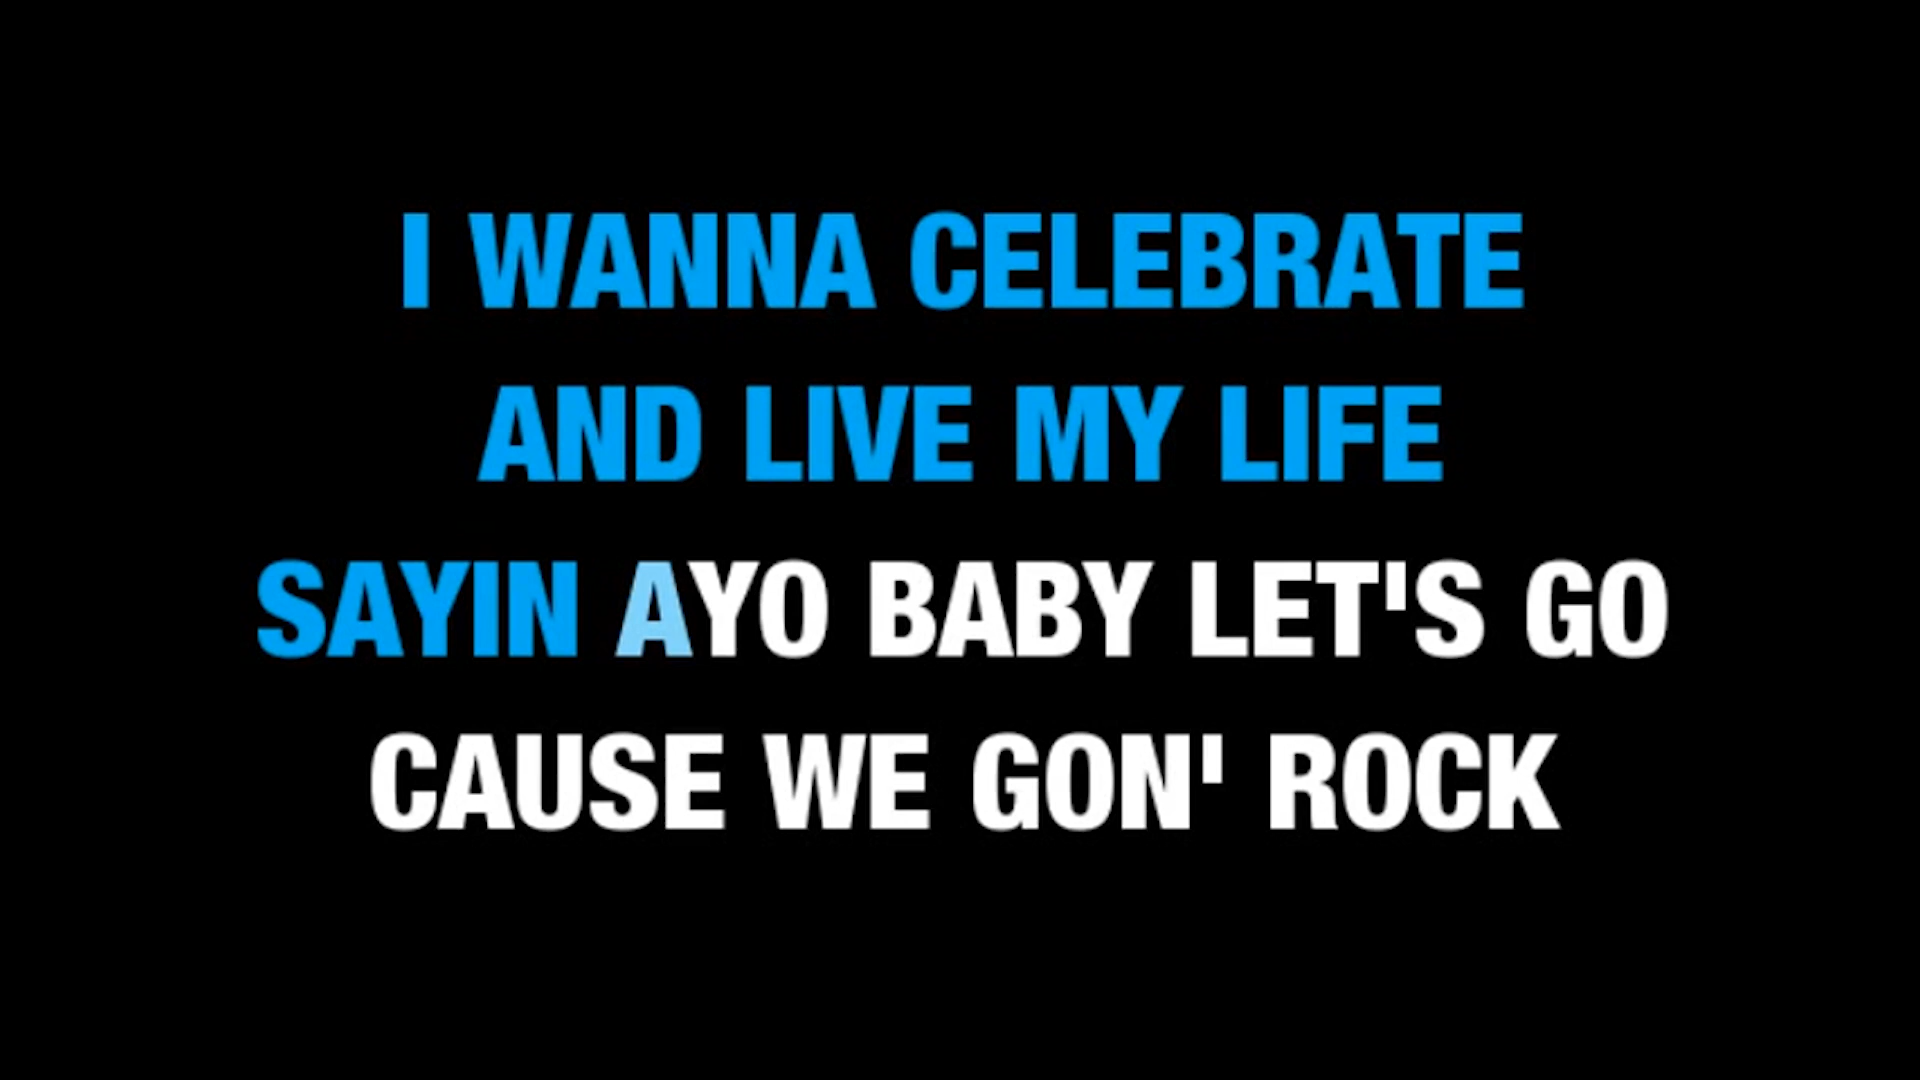 I WANNA CELEBRATE
AND LIVE MY LIFE
SAYIN AYO BABY LET'S GO
CAUSE WE GON' ROCK